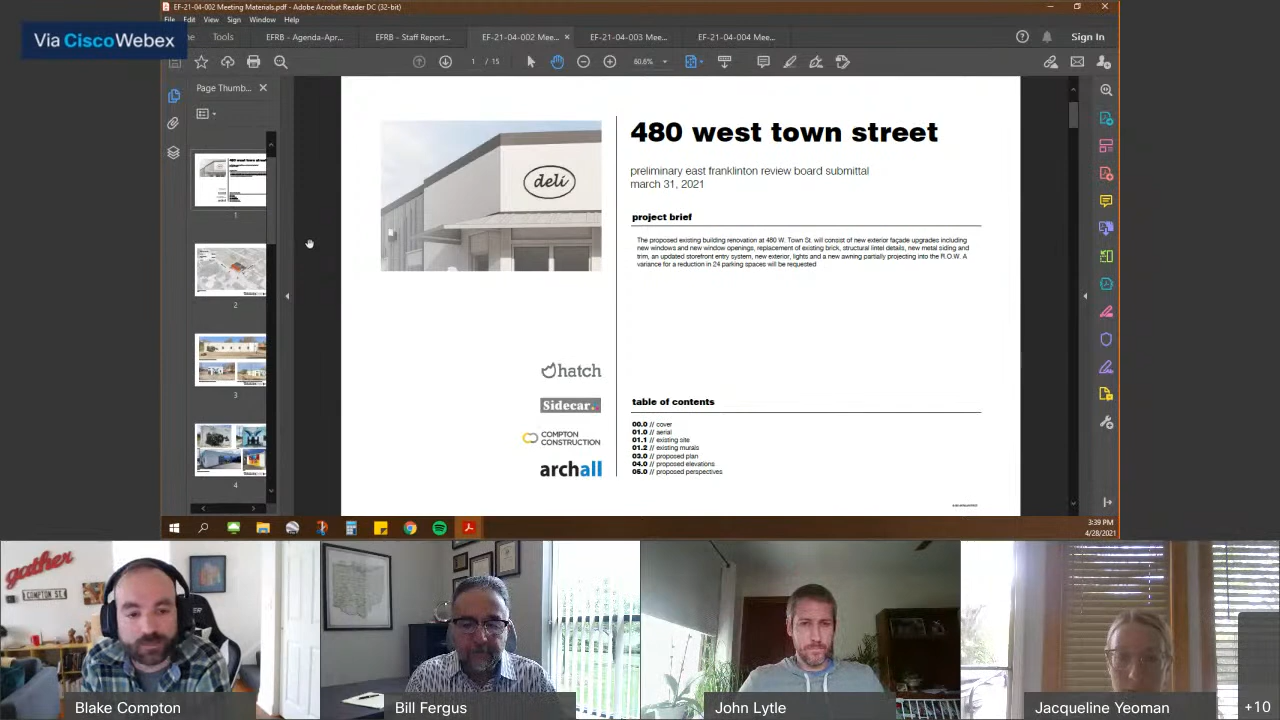 EF-21-04-002 Meeting Materials.pdf - Adobe Acrobat Reader DC (32-bit)
File Edit View Sign Window Help
Via CiscoWebex
Tools
EFRB - Agenda-Apr...
EFRB - Staff Report...
EF-21-04-002 Mee...
EF-21-04-003 Mee...
EF-21-04-004 Mee...
Sign In
1 / 15
60.6%
Page Thumb...
1
2
3
4
deli
480 west town street
preliminary east franklinton review board submittal
march 31, 2021
project brief
The proposed existing building renovation at 480 W. Town St. will consist of new exterior façade upgrades including
new windows and new window openings, replacement of existing brick, structural lintel details, new metal siding and
trim, an updated storefront entry system, new exterior, lights and a new awning partially projecting into the R.O.W. A
variance for a reduction in 24 parking spaces will be requested
hatch
Sidecar.
COMPTON
CONSTRUCTION
archall
table of contents
00.0 // cover
01.0 // aerial
01.1 // existing site
01.2 // existing murals
03.0 // proposed plan
04.0 // proposed elevations
05.0 // proposed perspectives
3:39 PM
4/28/2021
gather
COMPTON ST.
Blake Compton
Bill Fergus
John Lytle
Jacqueline Yeoman
+10